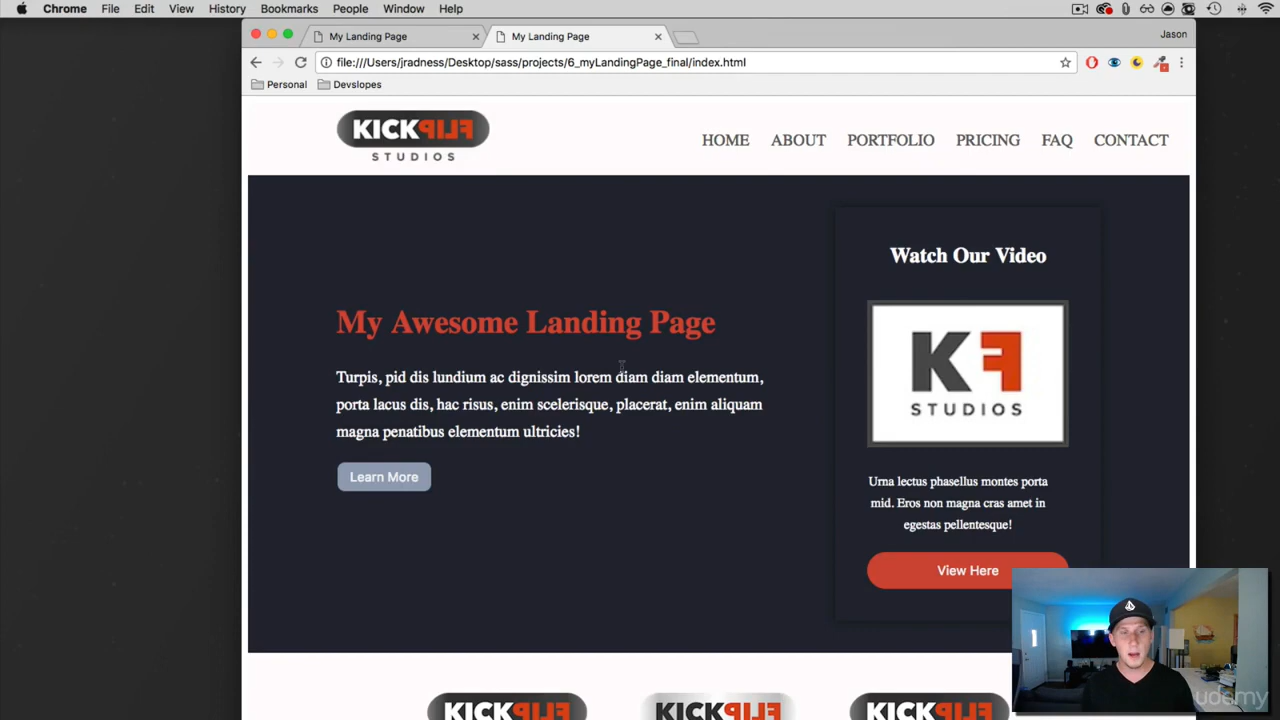 Chrome File Edit View History Bookmarks People Window Help
My Landing Page My Landing Page Jason
file:///Users/jradness/Desktop/sass/projects/6_myLandingPage_final/index.html
Personal Devslopes
KICKFLIP
STUDIOS
HOME ABOUT PORTFOLIO PRICING FAQ CONTACT
My Awesome Landing Page
Turpis, pid dis lundium ac dignissim lorem diam diam elementum,
porta lacus dis, hac risus, enim scelerisque, placerat, enim aliquam
magna penatibus elementum ultricies!
Learn More
Watch Our Video
KF
STUDIOS
Urna lectus phasellus montes porta
mid. Eros non magna cras amet in
egestas pellentesque!
View Here
KICKFLIP KICKFLIP KICKFLIP
udemy